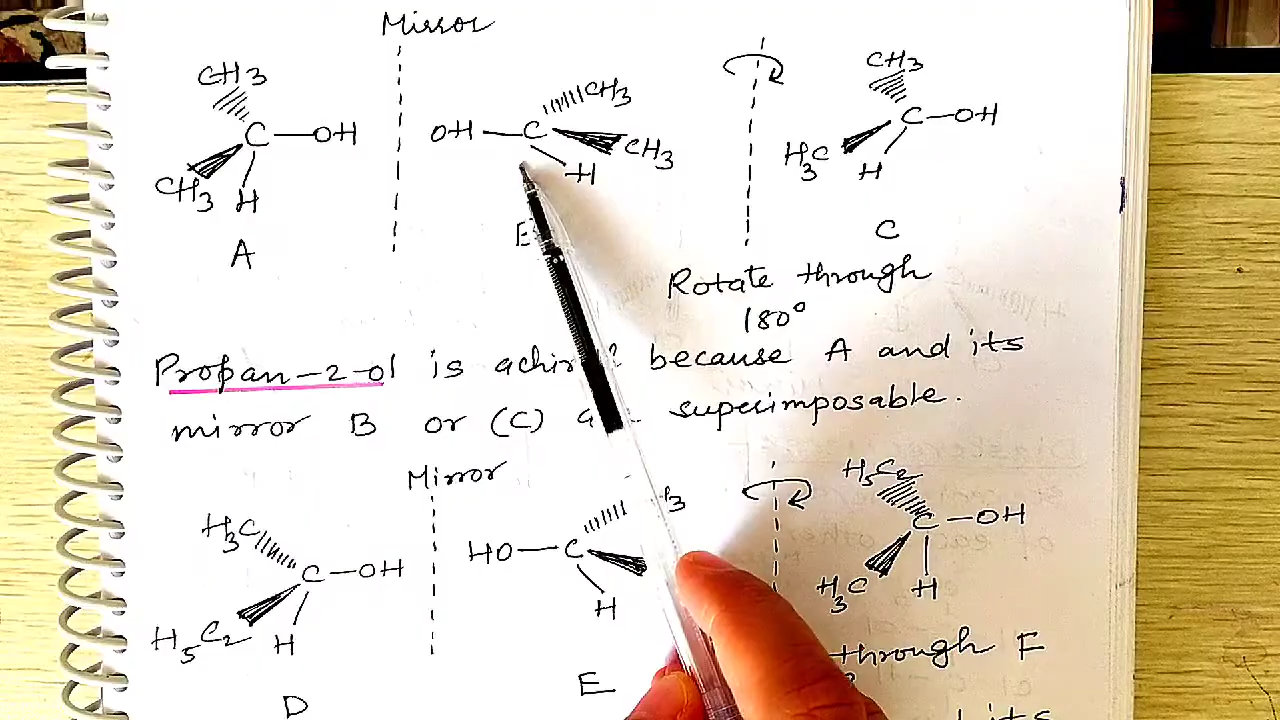 Mirror
CH3 C OH CH3 H
A
OH C CH3 CH3 H
CH3 C OH H3C H
C
Rotate through
180°
Propan-2-ol is because A and its
mirror B or (C) superimposable.
Mirror
H3C C OH H5C2 H
D
HO C H
E
H5C2 C OH H3C H
through F
its